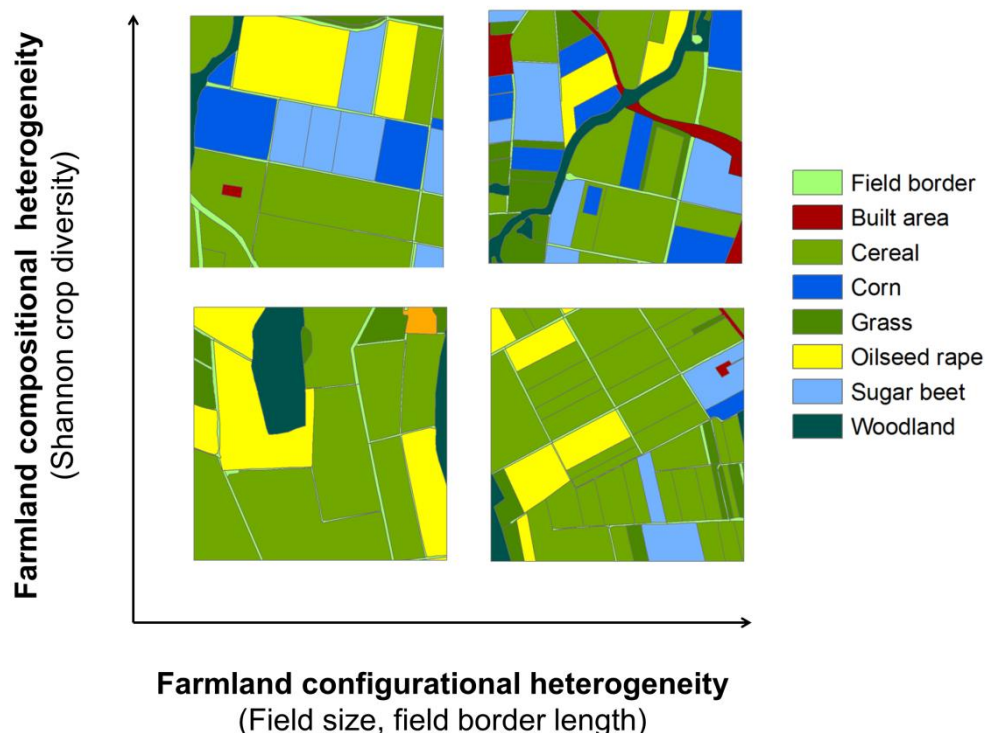 Farmland compositional heterogeneity
(Shannon crop diversity)
Field border
Built area
Cereal
Corn
Grass
Oilseed rape
Sugar beet
Woodland
Farmland configurational heterogeneity
(Field size, field border length)